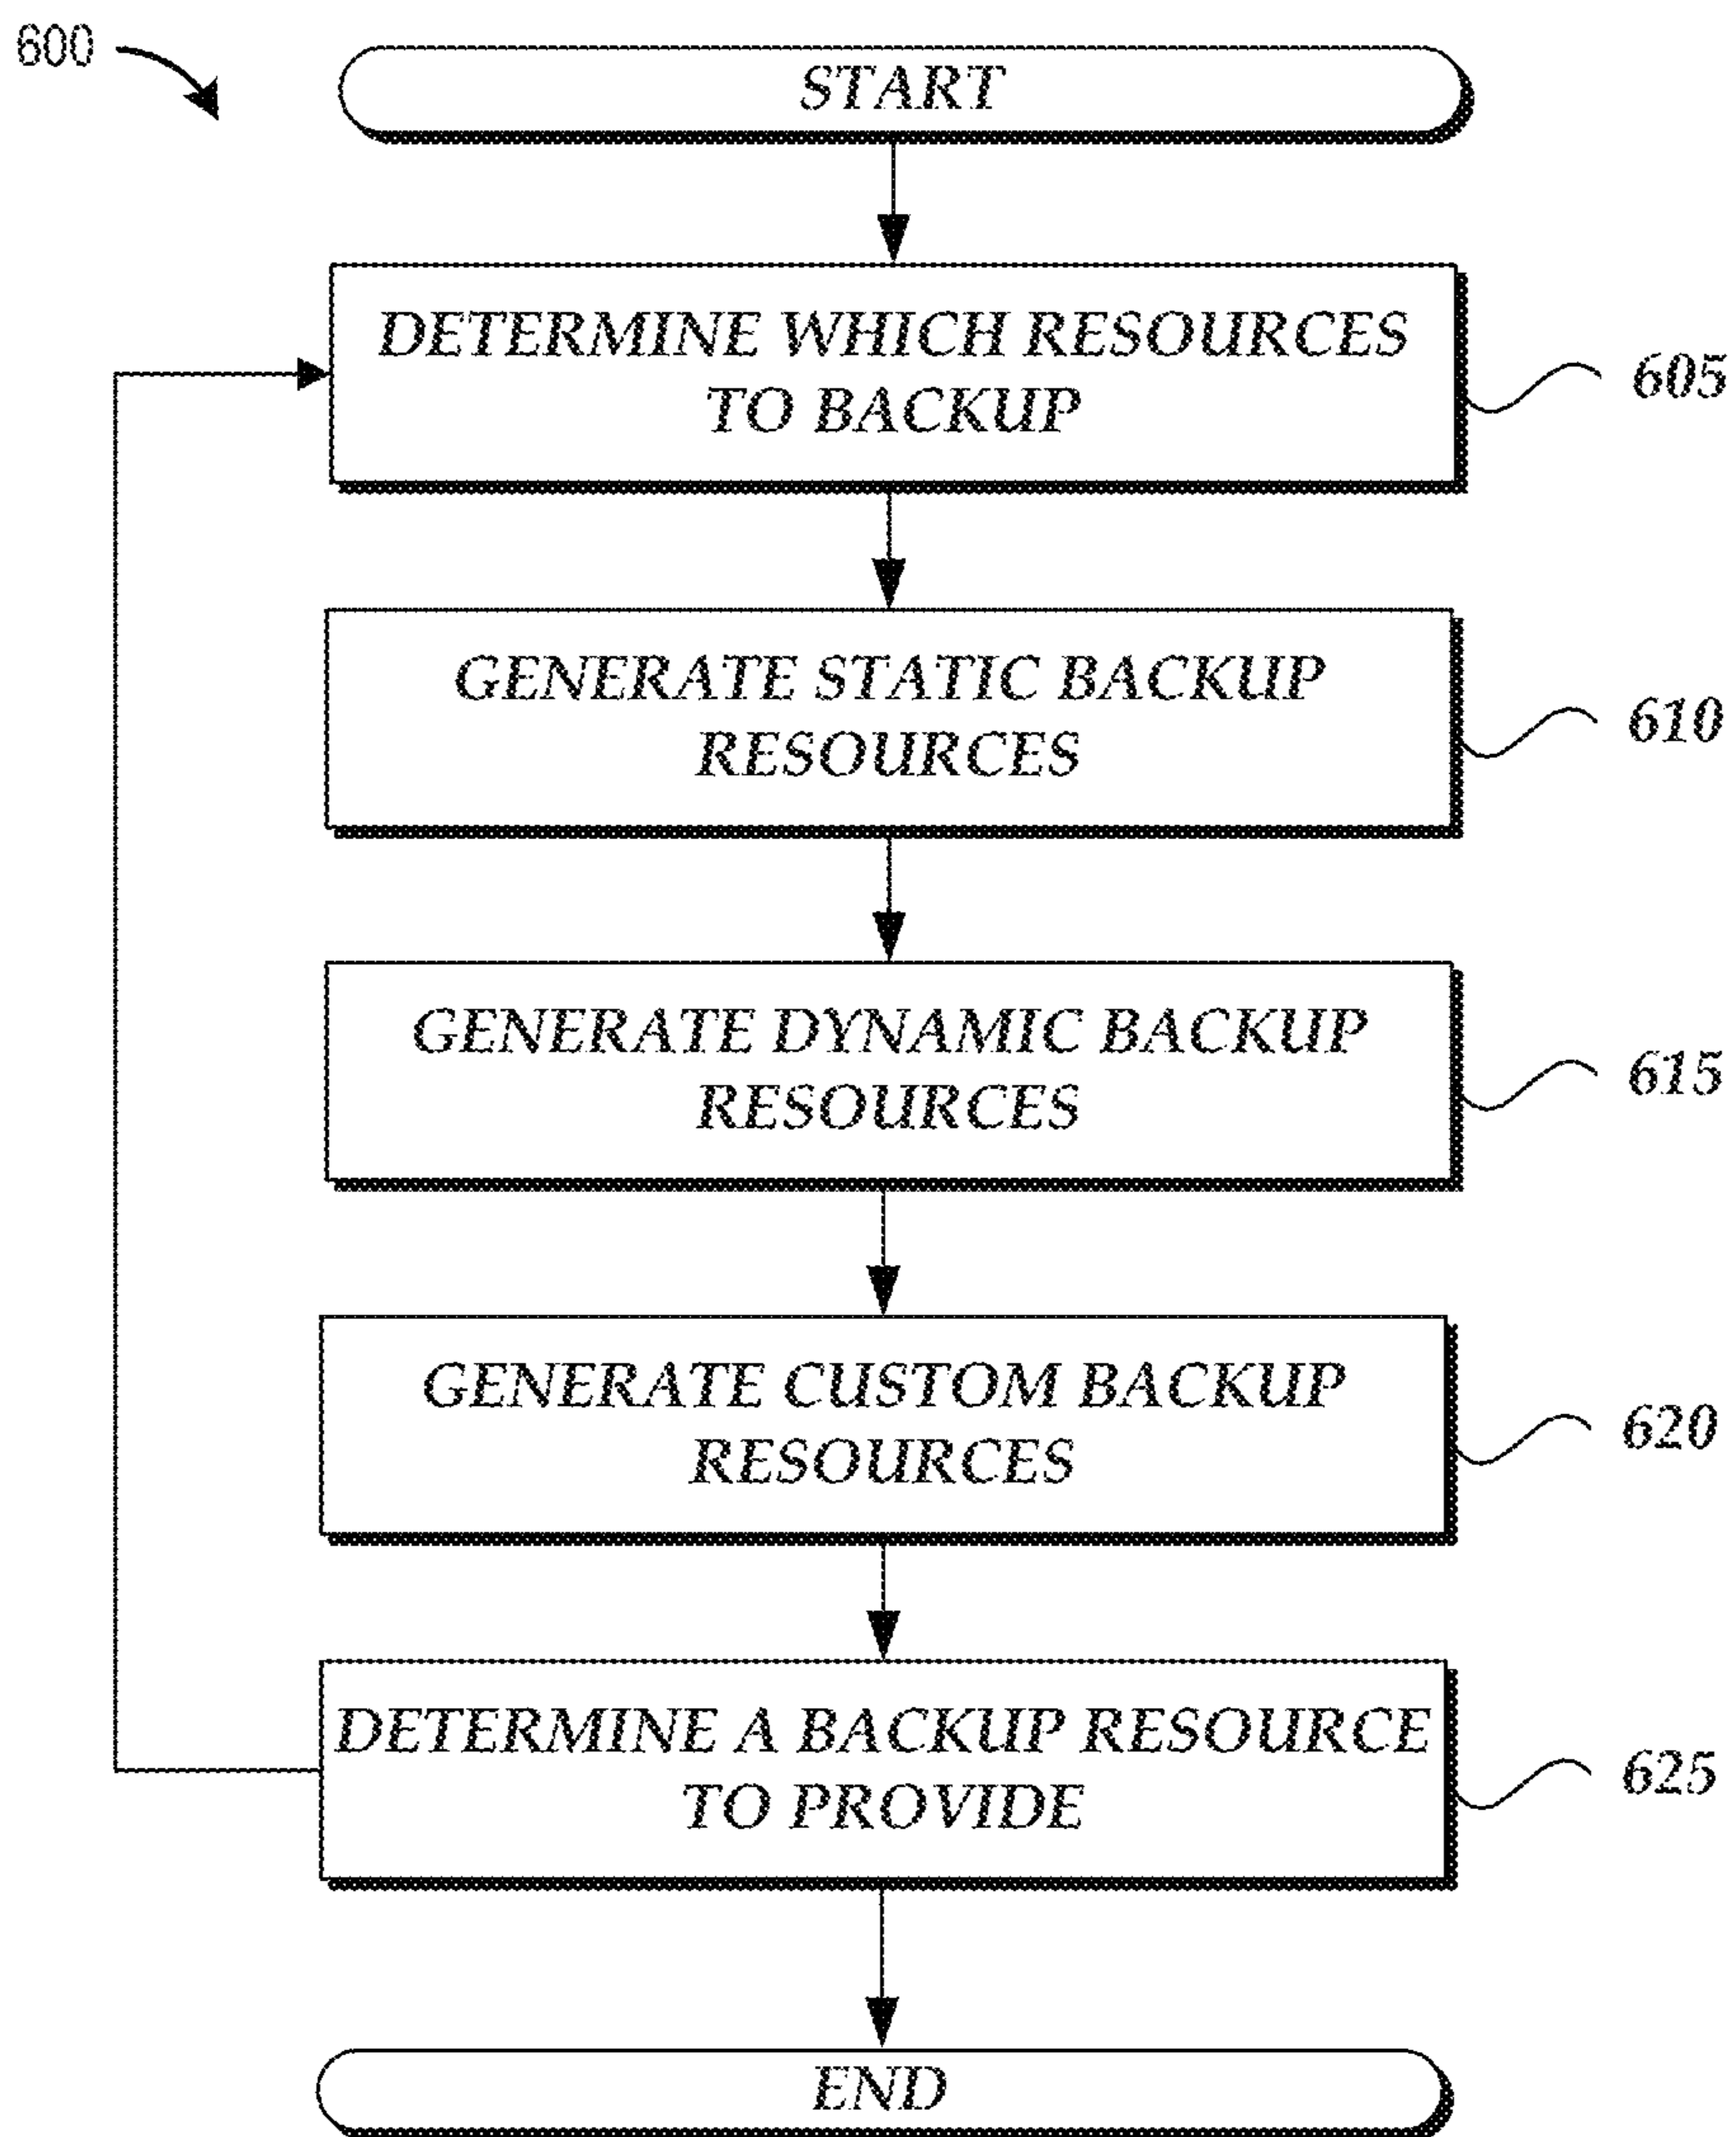 600
START
DETERMINE WHICH RESOURCES
TO BACKUP
605
GENERATE STATIC BACKUP
RESOURCES
610
GENERATE DYNAMIC BACKUP
RESOURCES
615
GENERATE CUSTOM BACKUP
RESOURCES
620
DETERMINE A BACKUP RESOURCE
TO PROVIDE
625
END